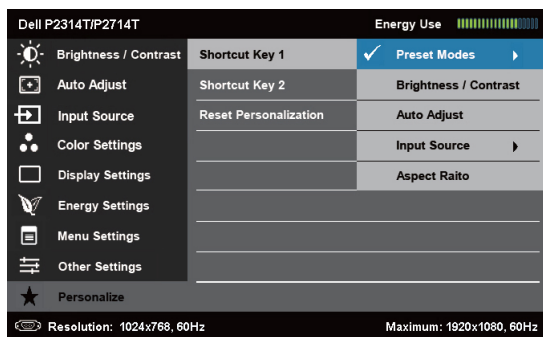 Dell P2314T/P2714T
Energy Use
Brightness / Contrast
Auto Adjust
Input Source
Color Settings
Display Settings
Energy Settings
Menu Settings
Other Settings
Personalize
Shortcut Key 1
Shortcut Key 2
Reset Personalization
Preset Modes
Brightness / Contrast
Auto Adjust
Input Source
Aspect Raito
Resolution: 1024x768, 60Hz
Maximum: 1920x1080, 60Hz